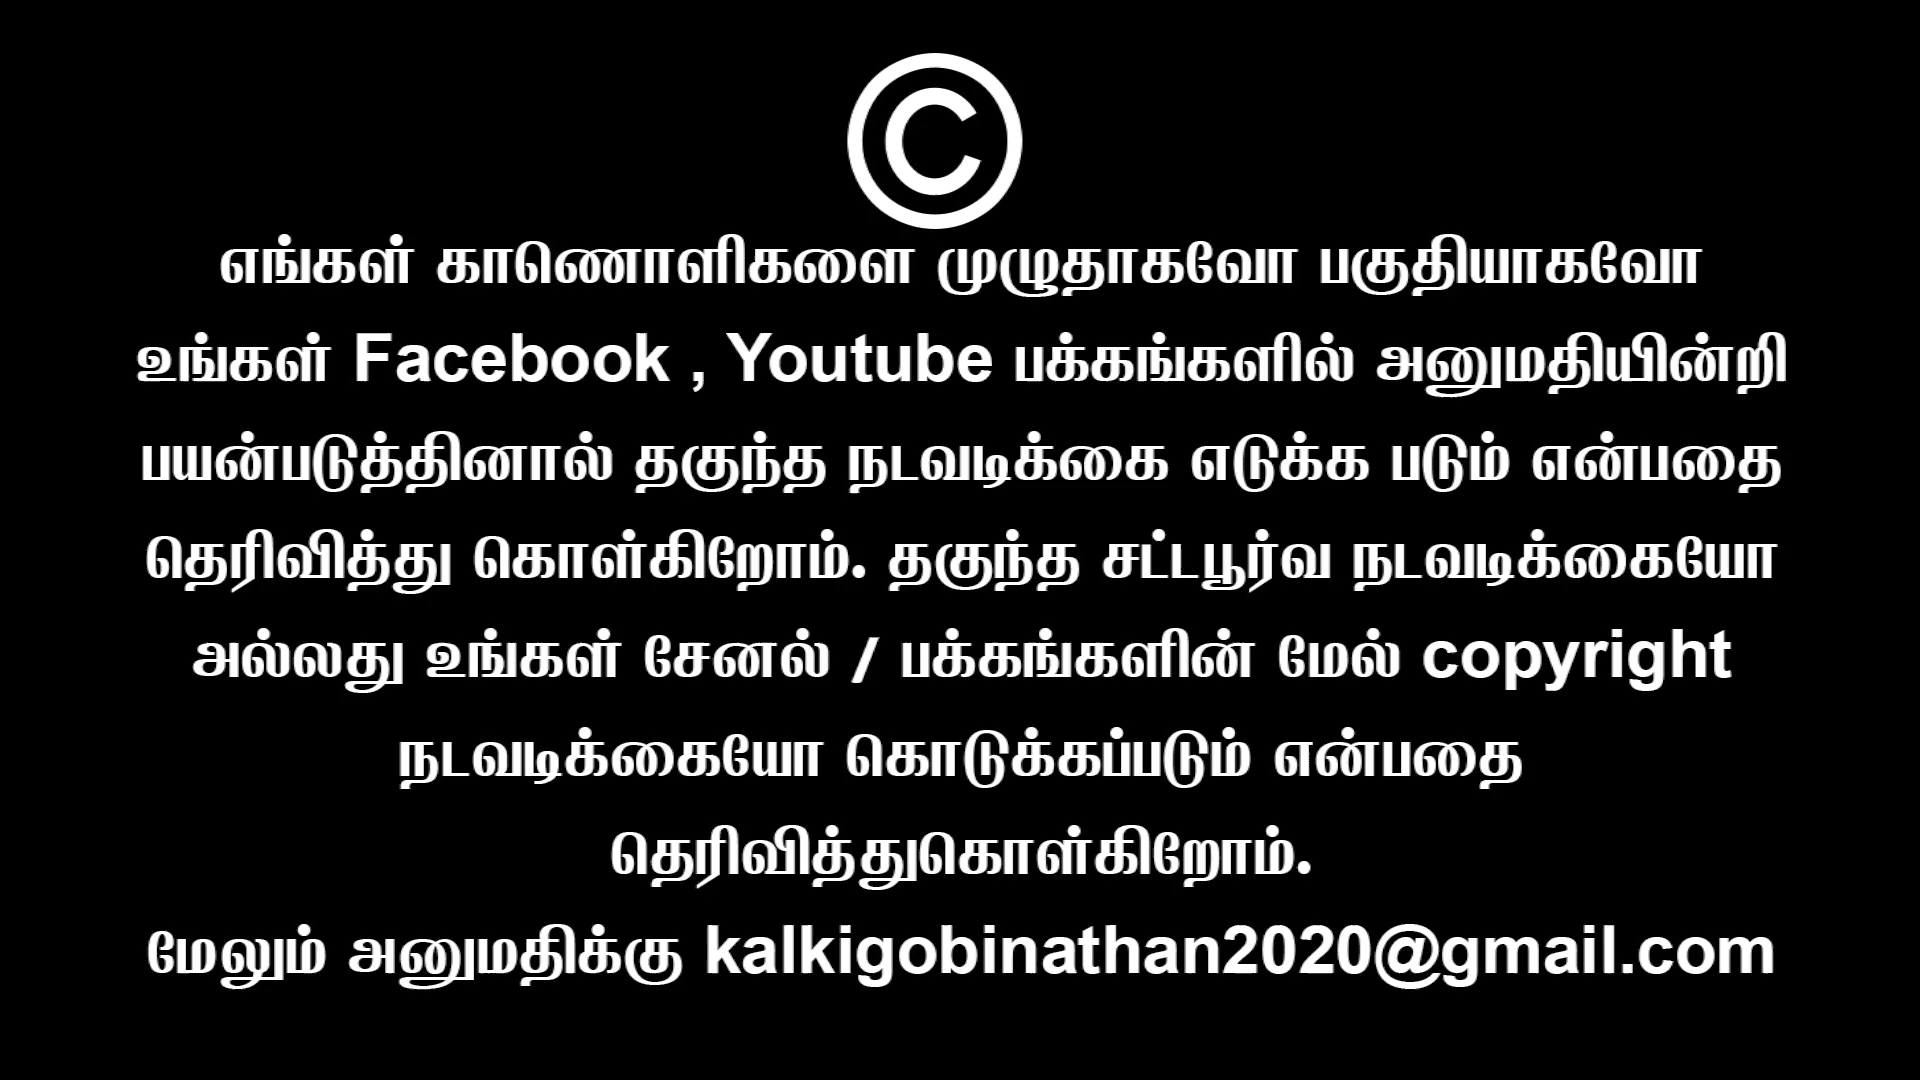 ©
எங்கள் காணொளிகளை முழுதாகவோ பகுதியாகவோ
உங்கள் Facebook , Youtube பக்கங்களில் அனுமதியின்றி
பயன்படுத்தினால் தகுந்த நடவடிக்கை எடுக்க படும் என்பதை
தெரிவித்து கொள்கிறோம். தகுந்த சட்டபூர்வ நடவடிக்கையோ
அல்லது உங்கள் சேனல் / பக்கங்களின் மேல் copyright
நடவடிக்கையோ கொடுக்கப்படும் என்பதை
தெரிவித்துகொள்கிறோம்.
மேலும் அனுமதிக்கு kalkigobinathan2020@gmail.com